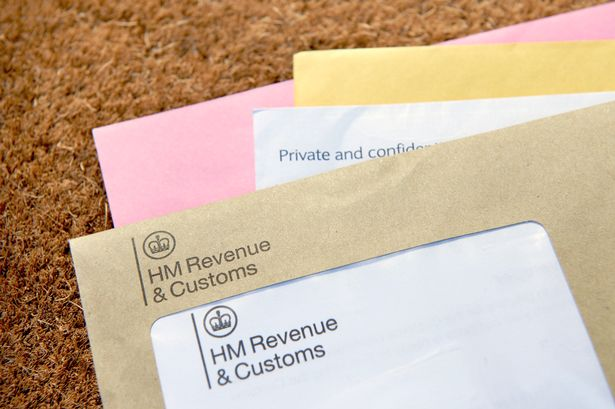 Private and
HM Revenue
& Customs
HM Revenue
& Customs